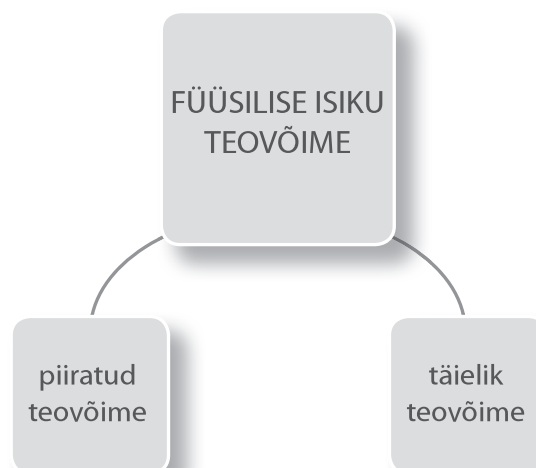 FÜÜSILISE ISIKU
TEOVÕIME
piiratud
teovõime
täielik
teovõime